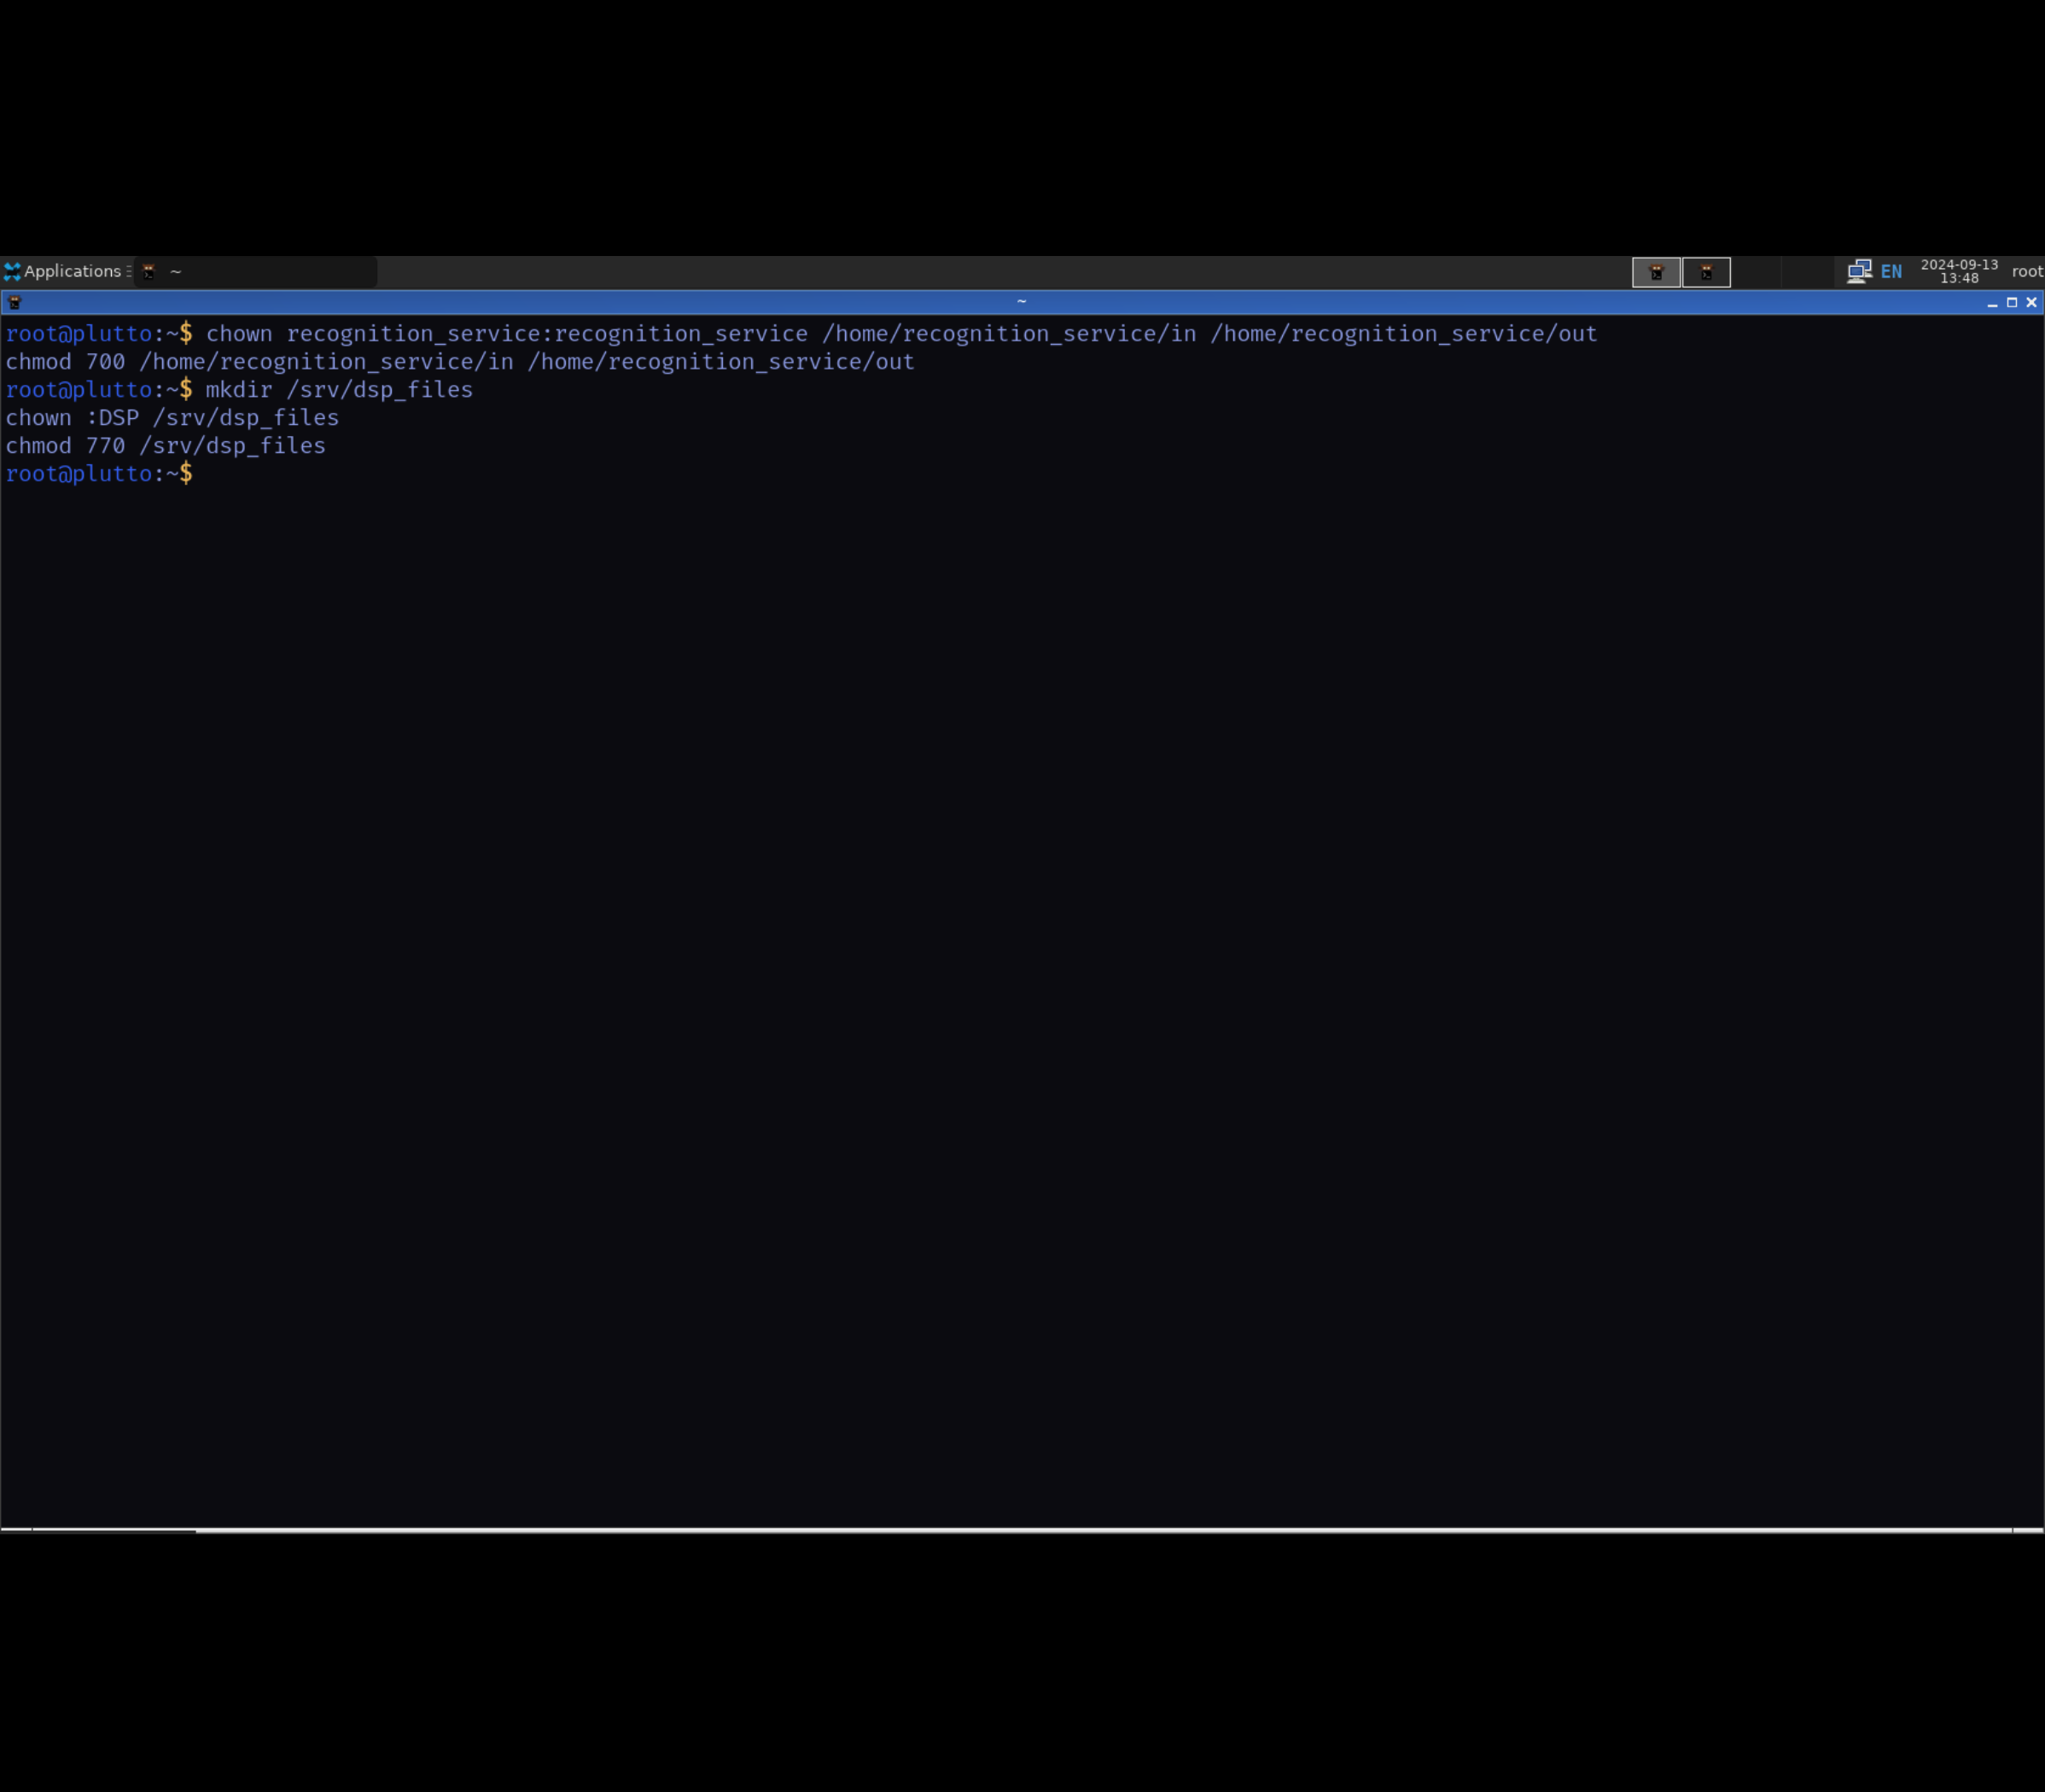 Applications ~ EN 2024-09-13 root
13:48
~
root@plutto:~$ chown recognition_service:recognition_service /home/recognition_service/in /home/recognition_service/out
chmod 700 /home/recognition_service/in /home/recognition_service/out
root@plutto:~$ mkdir /srv/dsp_files
chown :DSP /srv/dsp_files
chmod 770 /srv/dsp_files
root@plutto:~$